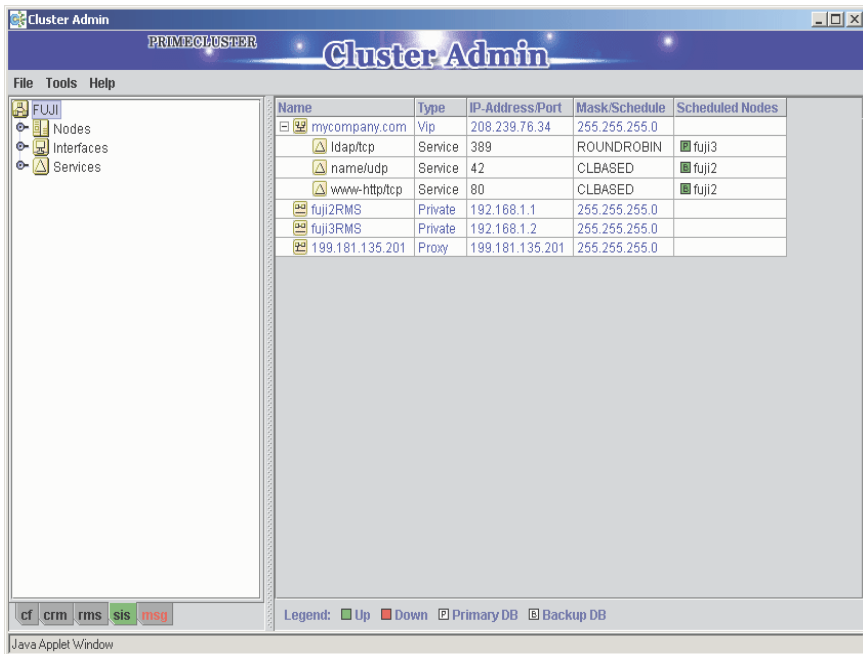 Cluster Admin
PRIMECLUSTER
Cluster Admin
File Tools Help
FUJI
Nodes
Interfaces
Services
Name Type IP-Address/Port Mask/Schedule Scheduled Nodes
mycompany.com Vip 208.239.76.34 255.255.255.0
ldap/tcp Service 389 ROUNDROBIN P fuji3
name/udp Service 42 CLBASED B fuji2
www-http/tcp Service 80 CLBASED B fuji2
fuji2RMS Private 192.168.1.1 255.255.255.0
fuji3RMS Private 192.168.1.2 255.255.255.0
199.181.135.201 Proxy 199.181.135.201 255.255.255.0
cf crm rms sis msg
Legend: Up Down P Primary DB B Backup DB
Java Applet Window